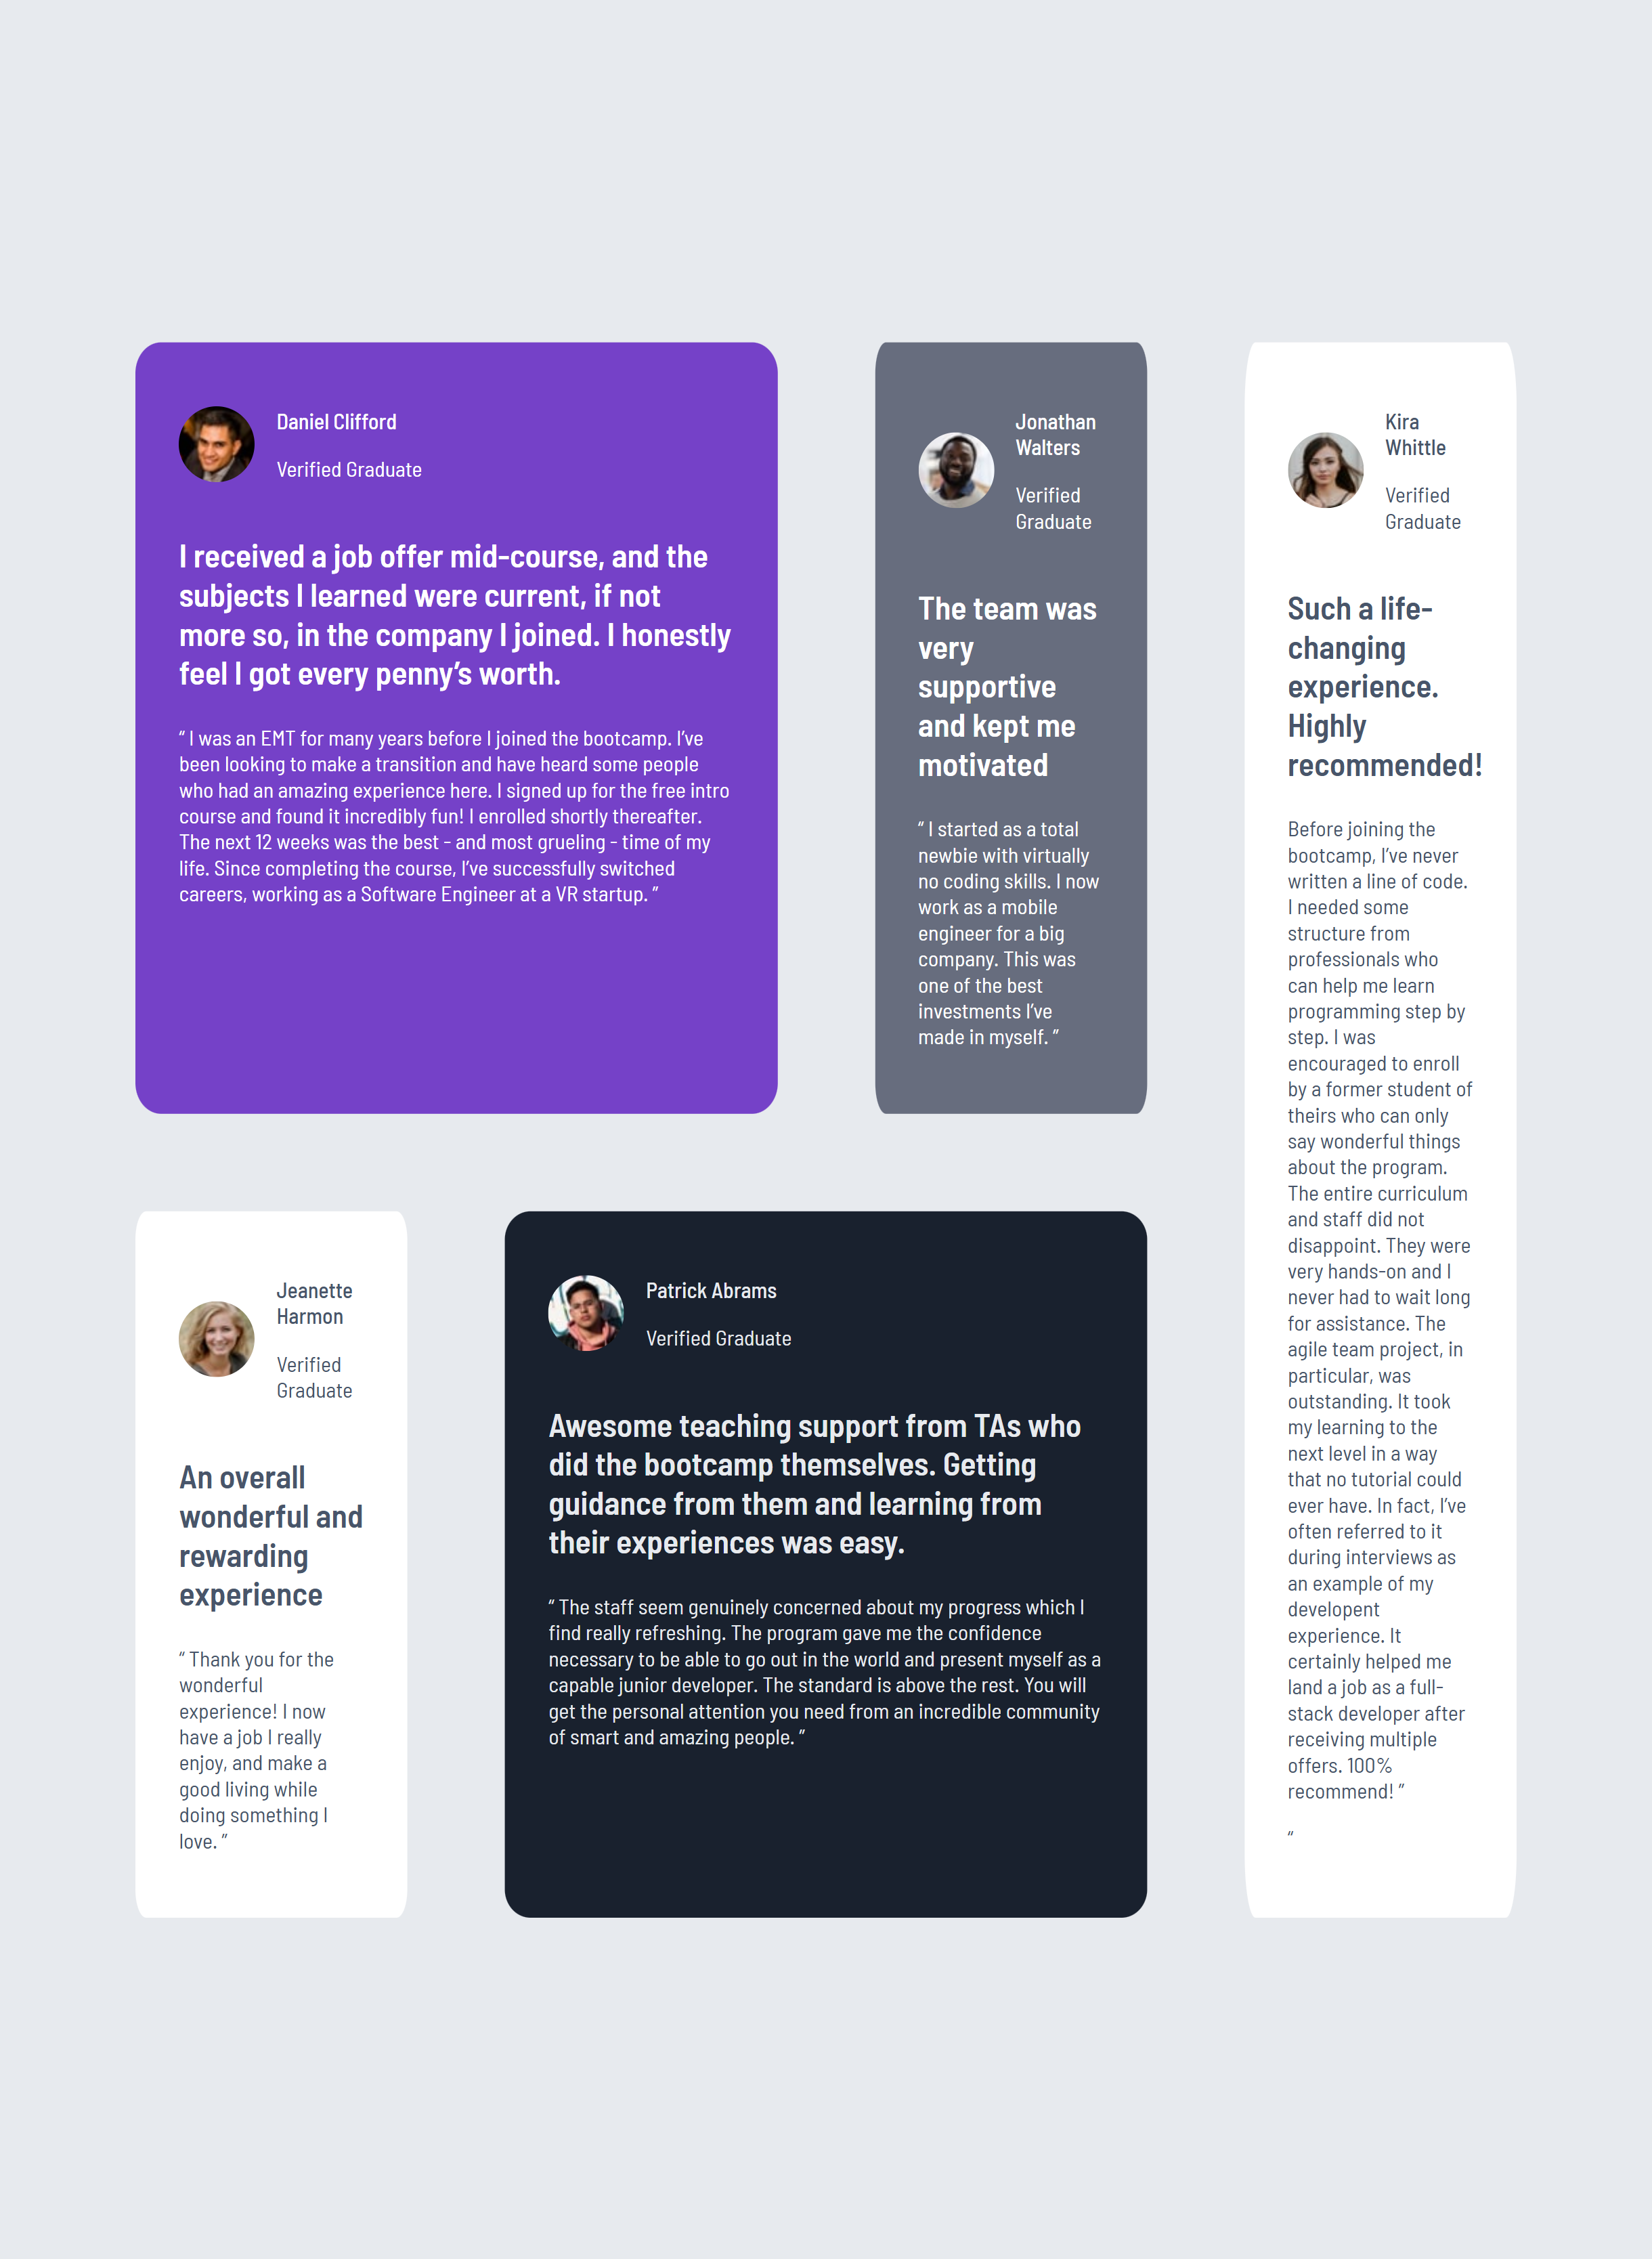 Daniel Clifford
Verified Graduate
I received a job offer mid-course, and the
subjects I learned were current, if not
more so, in the company I joined. I honestly
feel I got every penny’s worth.
“ I was an EMT for many years before I joined the bootcamp. I’ve
been looking to make a transition and have heard some people
who had an amazing experience here. I signed up for the free intro
course and found it incredibly fun! I enrolled shortly thereafter.
The next 12 weeks was the best - and most grueling - time of my
life. Since completing the course, I’ve successfully switched
careers, working as a Software Engineer at a VR startup. ”
Jonathan
Walters
Verified
Graduate
The team was
very
supportive
and kept me
motivated
“ I started as a total
newbie with virtually
no coding skills. I now
work as a mobile
engineer for a big
company. This was
one of the best
investments I’ve
made in myself. ”
Kira
Whittle
Verified
Graduate
Such a life-
changing
experience.
Highly
recommended!
Before joining the
bootcamp, I’ve never
written a line of code.
I needed some
structure from
professionals who
can help me learn
programming step by
step. I was
encouraged to enroll
by a former student of
theirs who can only
say wonderful things
about the program.
The entire curriculum
and staff did not
disappoint. They were
very hands-on and I
never had to wait long
for assistance. The
agile team project, in
particular, was
outstanding. It took
my learning to the
next level in a way
that no tutorial could
ever have. In fact, I’ve
often referred to it
during interviews as
an example of my
developent
experience. It
certainly helped me
land a job as a full-
stack developer after
receiving multiple
offers. 100%
recommend! ”
“
Jeanette
Harmon
Verified
Graduate
An overall
wonderful and
rewarding
experience
“ Thank you for the
wonderful
experience! I now
have a job I really
enjoy, and make a
good living while
doing something I
love. ”
Patrick Abrams
Verified Graduate
Awesome teaching support from TAs who
did the bootcamp themselves. Getting
guidance from them and learning from
their experiences was easy.
“ The staff seem genuinely concerned about my progress which I
find really refreshing. The program gave me the confidence
necessary to be able to go out in the world and present myself as a
capable junior developer. The standard is above the rest. You will
get the personal attention you need from an incredible community
of smart and amazing people. ”